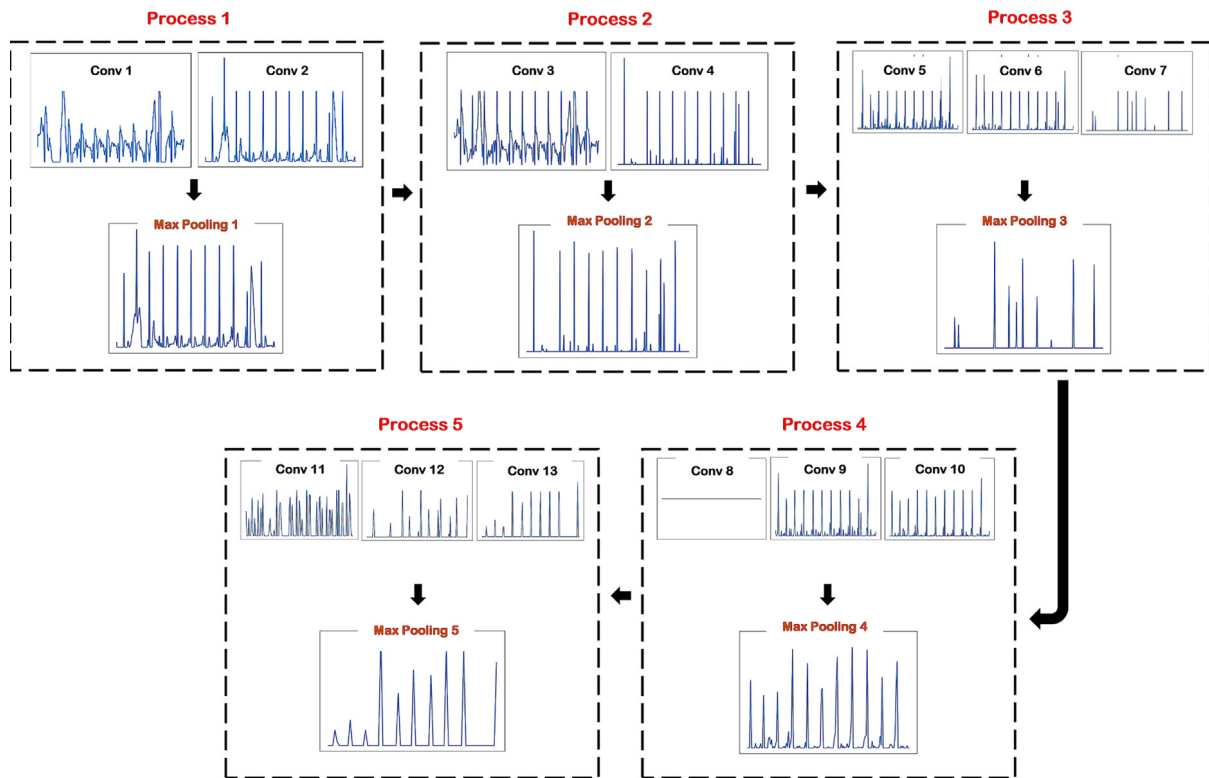 Process 1
Process 2
Process 3
Conv 1
Conv 2
Conv 3
Conv 4
Conv 5
Conv 6
Conv 7
Max Pooling 1
Max Pooling 2
Max Pooling 3
Process 5
Process 4
Conv 11
Conv 12
Conv 13
Conv 8
Conv 9
Conv 10
Max Pooling 5
Max Pooling 4